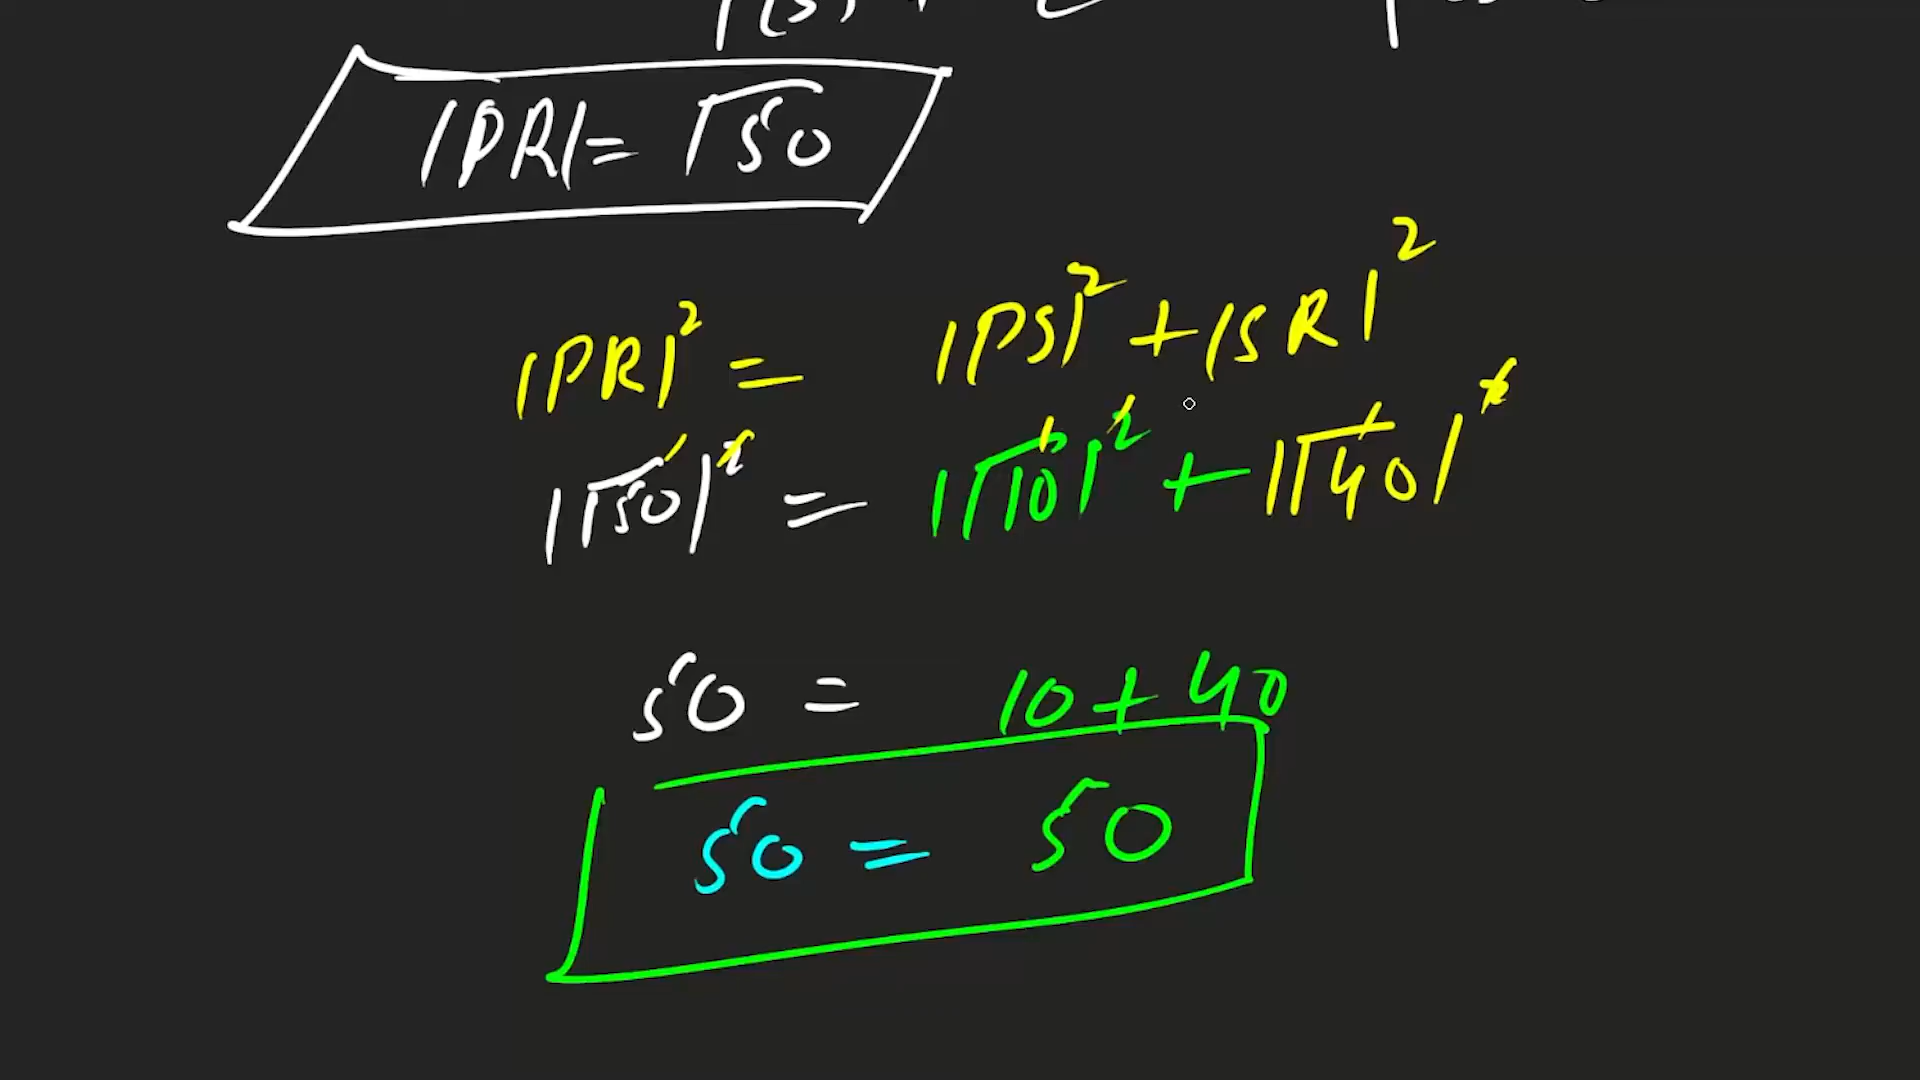 |PR| = √50
|PR|² = |PS|² + |SR|²
|√50|² = |√10|² + |√40|²
50 = 10 + 40
50 = 50